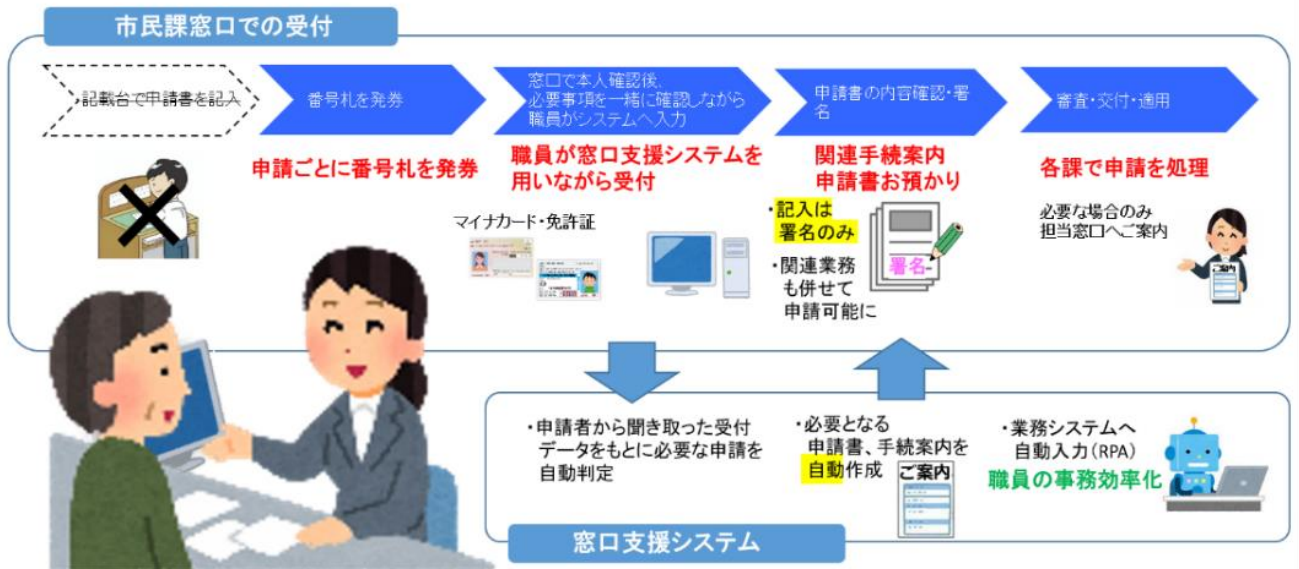 市民課窓口での受付
・記載台で申請書を記入
番号札を発券
窓口で本人確認後、
必要事項を一緒に確認しながら
職員がシステムへ入力
申請書の内容確認・署
名
審査・交付・適用
申請ごとに番号札を発券
職員が窓口支援システムを
用いながら受付
関連手続案内
申請書お預かり
各課で申請を処理
マイナカード・免許証
・記入は
署名のみ
・関連業務
も併せて
申請可能に
署名
必要な場合のみ
担当窓口へご案内
ご案内
・申請者から聞き取った受付
データをもとに必要な申請を
自動判定
・必要となる
申請書、手続案内を
自動作成
ご案内
・業務システムへ
自動入力(RPA)
職員の事務効率化
窓口支援システム